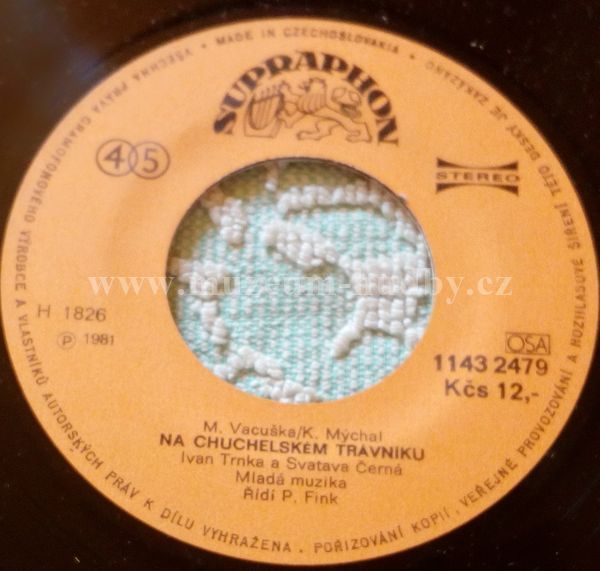 VŠECHNA PRÁVA GRAMOFONOVÉHO VÝROBCE A VLASTNÍKŮ AUTORSKÝCH PRÁV K DÍLU VYHRAŽENA. POŘIZOVÁNÍ KOPIÍ, VEŘEJNÉ PROVOZOVÁNÍ A ROZHLASOVÉ ŠÍŘENÍ TÉTO DESKY JE ZAKÁZÁNO
• MADE IN CZECHOSLOVAKIA •
SUPRAPHON
45
STEREO
www.muzeum-hudby.cz
H 1826
Ⓟ 1981
OSA
1143 2479
Kčs 12,-
M. Vacuška/K. Mýchal
NA CHUCHELSKÉM TRÁVNÍKU
Ivan Trnka a Svatava Černá
Mladá muzika
Řídí P. Fink